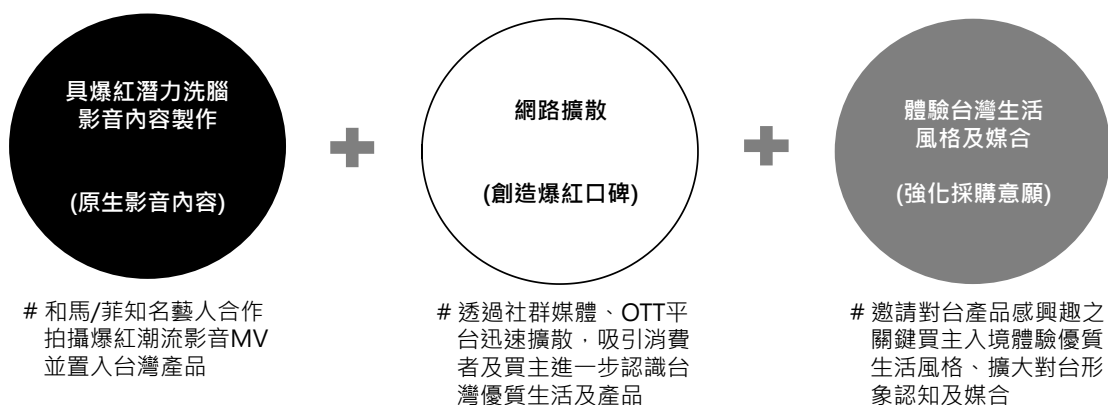 具爆紅潛力洗腦
影音內容製作
(原生影音內容)
網路擴散
(創造爆紅口碑)
體驗台灣生活
風格及媒合
(強化採購意願)
# 和馬/菲知名藝人合作
拍攝爆紅潮流影音MV
並置入台灣產品
# 透過社群媒體、OTT平
台迅速擴散，吸引消費
者及買主進一步認識台
灣優質生活及產品
# 邀請對台產品感興趣之
關鍵買主入境體驗優質
生活風格、擴大對台形
象認知及媒合